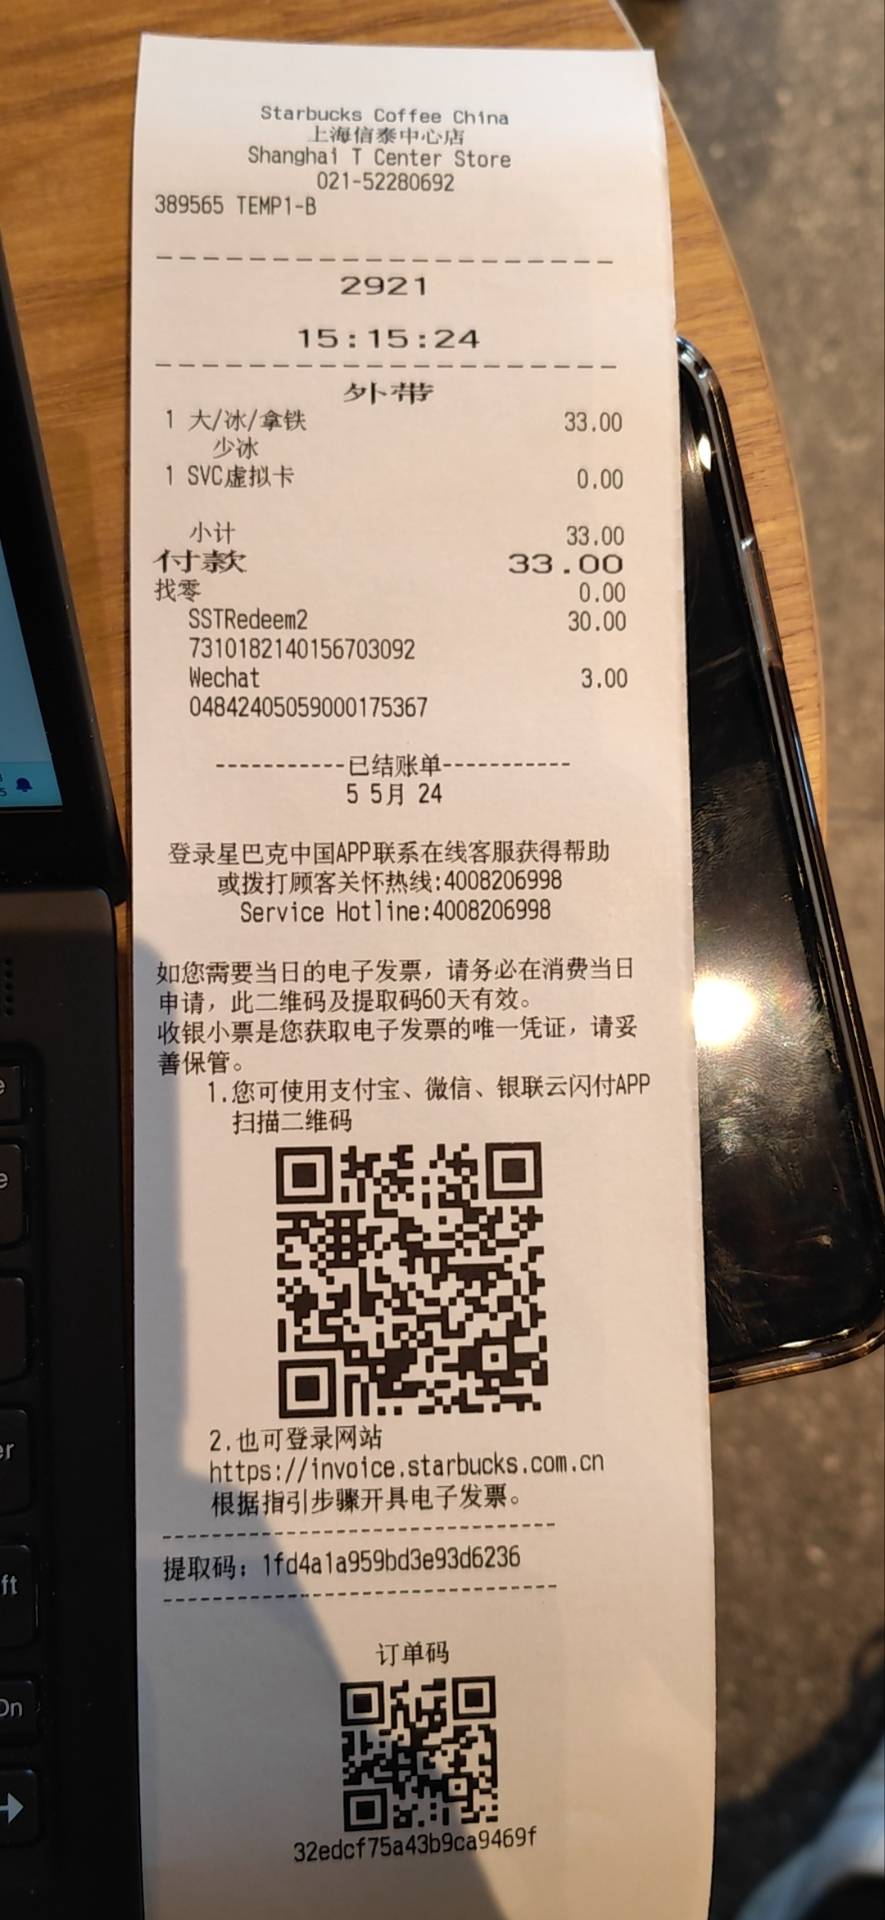 Starbucks Coffee China
上海信泰中心店
Shanghai T Center Store
021-52280692
389565 TEMP1-B
2921
15:15:24
外带
1 大/冰/拿铁 33.00
少冰
1 SVC虚拟卡 0.00
小计 33.00
付款 33.00
找零 0.00
SSTRedeem2 30.00
7310182140156703092
Wechat 3.00
04842405059000175367
-----------已结账单-----------
5 5月 24
登录星巴克中国APP联系在线客服获得帮助
或拨打顾客关怀热线:4008206998
Service Hotline:4008206998
如您需要当日的电子发票，请务必在消费当日
申请，此二维码及提取码60天有效。
收银小票是您获取电子发票的唯一凭证，请妥
善保管。
1.您可使用支付宝、微信、银联云闪付APP
扫描二维码
2.也可登录网站
https://invoice.starbucks.com.cn
根据指引步骤开具电子发票。
提取码：1fd4a1a959bd3e93d6236
订单码
32edcf75a43b9ca9469f